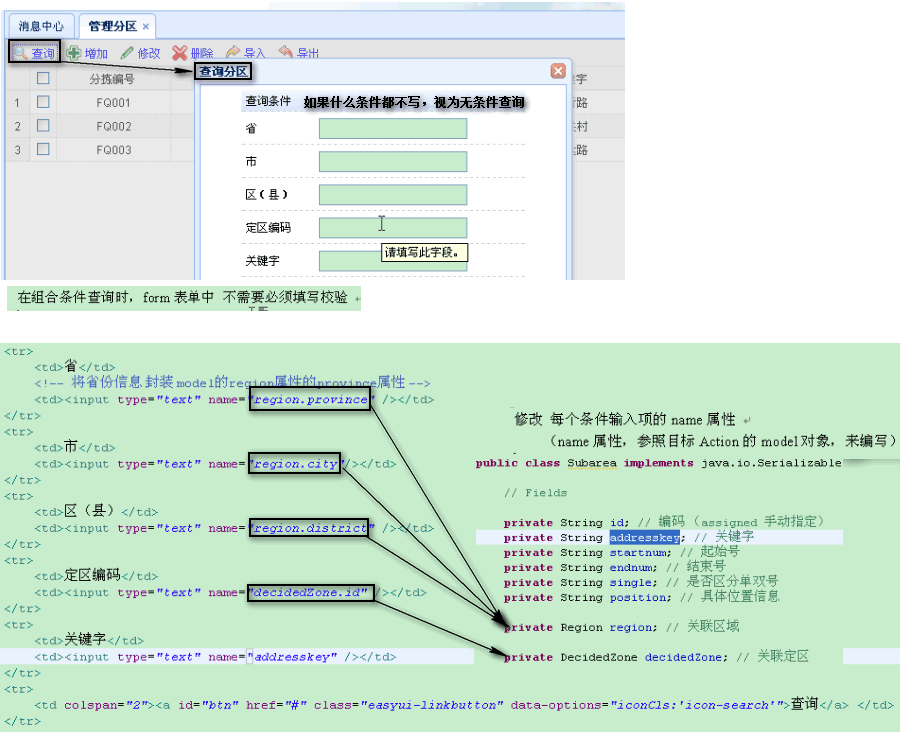 消息中心 管理分区 ×
查询 增加 修改 删除 导入 导出
查询分区
分拣编号 字
1 FQ001 路
2 FQ002 村
3 FQ003 路
查询条件 如果什么条件都不写，视为无条件查询
省
市
区（县）
定区编码
请填写此字段。
关键字
在组合条件查询时，form 表单中 不需要必须填写校验
<tr>
<td>省</td>
<!-- 将省份信息 封装 model的region属性的province属性 -->
<td><input type="text" name="region.province" /></td>
</tr>
<tr>
<td>市</td>
<td><input type="text" name="region.city"/></td>
</tr>
<tr>
<td>区（县）</td>
<td><input type="text" name="region.district" /></td>
</tr>
<tr>
<td>定区编码</td>
<td><input type="text" name="decidedZone.id" /></td>
</tr>
<tr>
<td>关键字</td>
<td><input type="text" name="addresskey" /></td>
</tr>
<tr>
<td colspan="2"><a id="btn" href="#" class="easyui-linkbutton" data-options="iconCls:'icon-search'">查询</a> </td>
</tr>
修改 每个条件输入项的 name 属性
（name 属性，参照目标 Action 的 model 对象，来编写）
public class Subarea implements java.io.Serializable
// Fields
private String id; // 编码（assigned 手动指定）
private String addresskey; // 关键字
private String startnum; // 起始号
private String endnum; // 结束号
private String single; // 是否区分单双号
private String position; // 具体位置信息
private Region region; // 关联区域
private DecidedZone decidedZone; // 关联定区